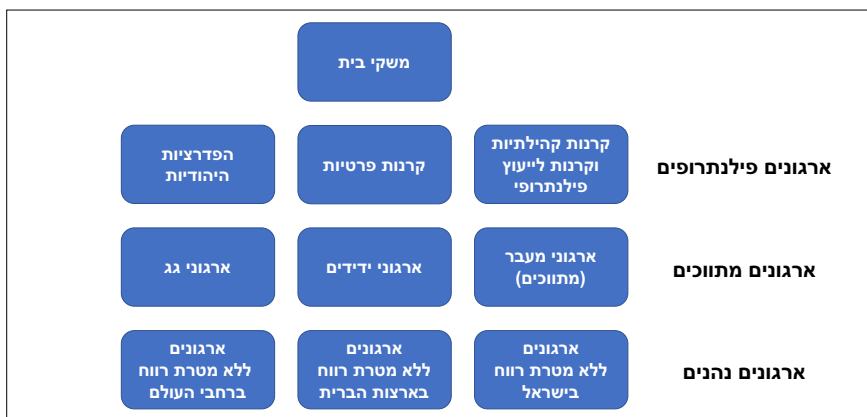 משקי בית
ארגונים פילנתרופים
קרנות קהילתיות
וקרנות לייעוץ
פילנתרופי
קרנות פרטיות
הפדרציות
היהודיות
ארגונים מתווכים
ארגוני מעבר
(מתווכים)
ארגוני ידידים
ארגוני גג
ארגונים נהנים
ארגונים
ללא מטרת רווח
בישראל
ארגונים
ללא מטרת רווח
בארצות הברית
ארגונים
ללא מטרת רווח
ברחבי העולם